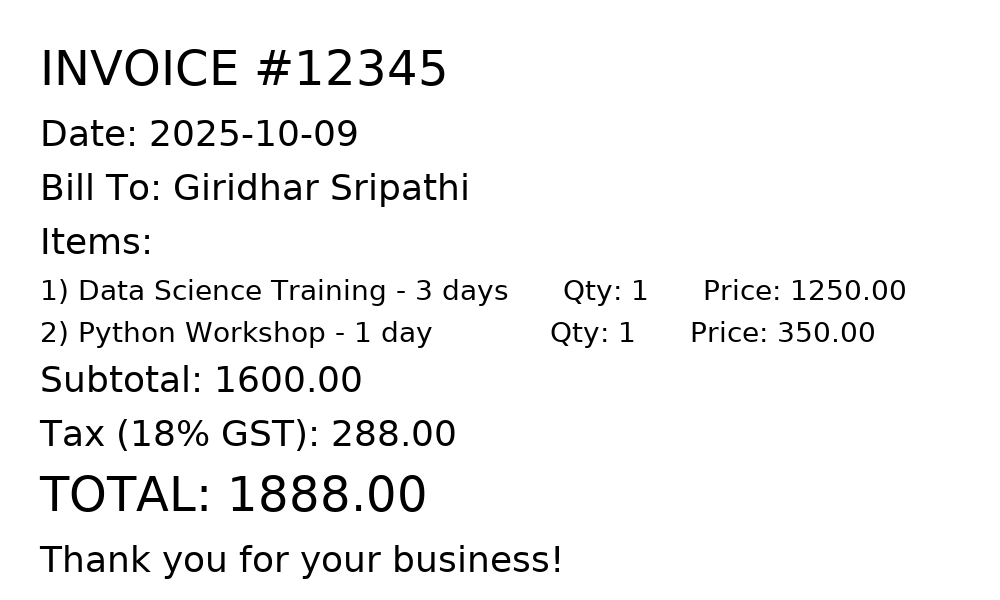 INVOICE #12345
Date: 2025-10-09
Bill To: Giridhar Sripathi
Items:
1) Data Science Training - 3 days Qty: 1 Price: 1250.00
2) Python Workshop - 1 day Qty: 1 Price: 350.00
Subtotal: 1600.00
Tax (18% GST): 288.00
TOTAL: 1888.00
Thank you for your business!